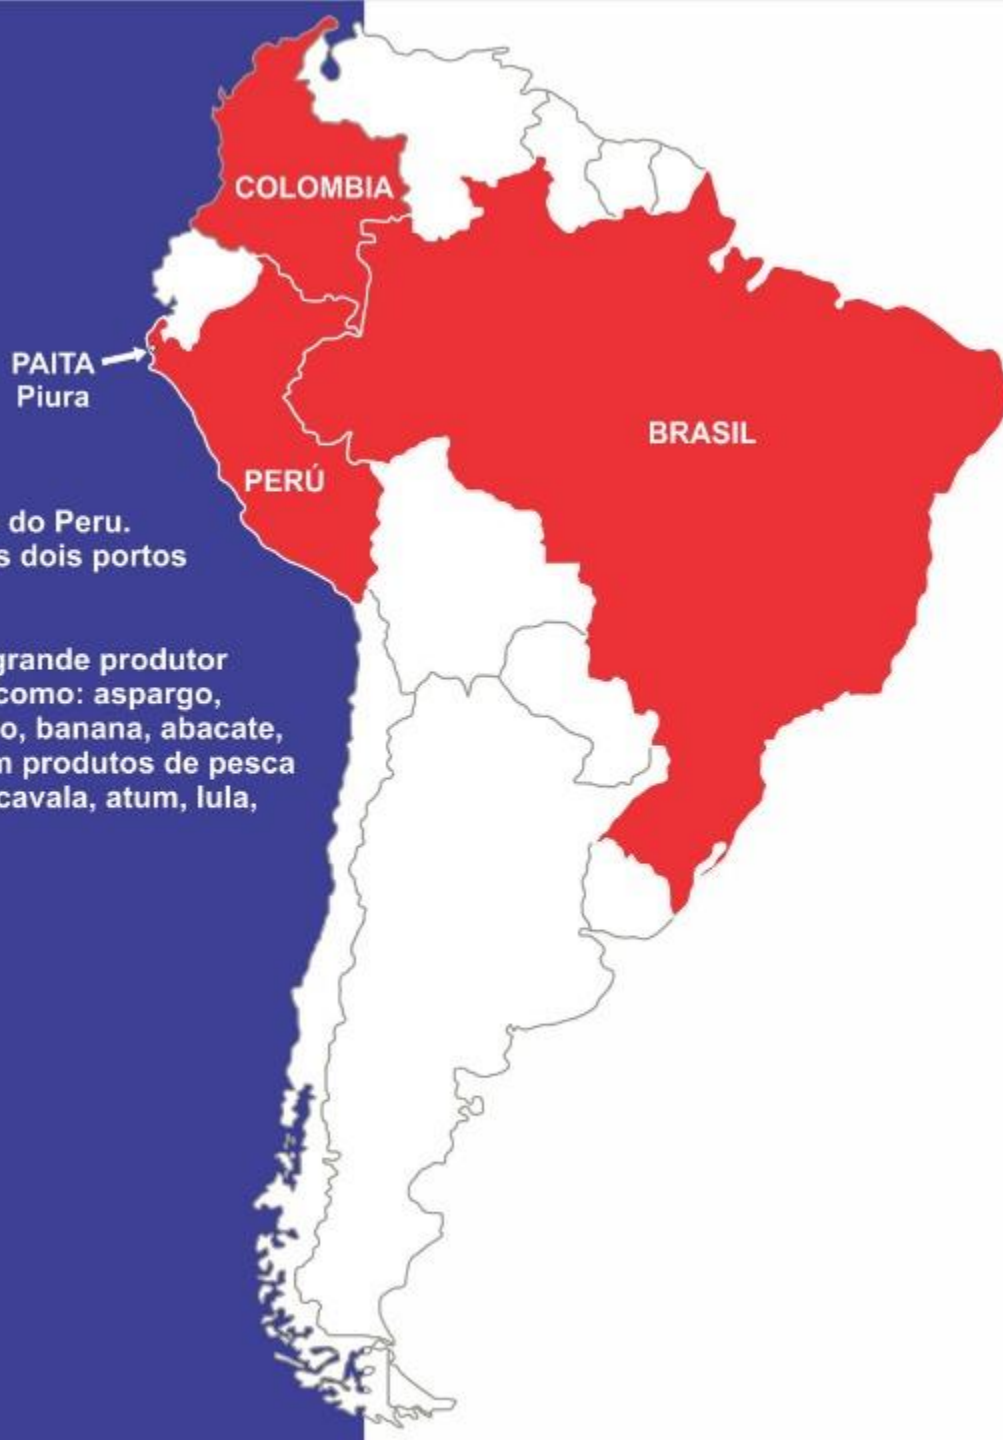 COLOMBIA
PAITA
Piura
BRASIL
PERÚ
do Peru.
s dois portos
grande produtor
como: aspargo,
o, banana, abacate,
m produtos de pesca
cavala, atum, lula,